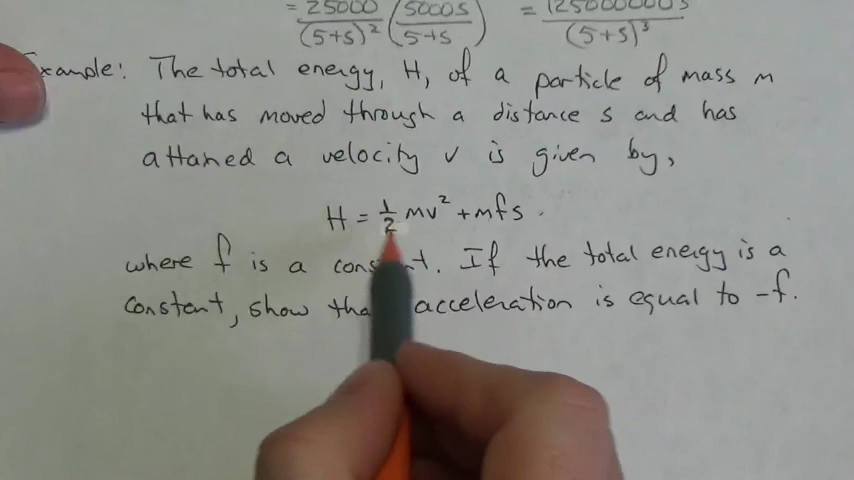 = 25000/(5+s)² (5000s/(5+s)) = 125000000s/(5+s)³
Example: The total energy, H, of a particle of mass m
that has moved through a distance s and has
attained a velocity v is given by,
H = ½ mv² + mfs.
where f is a constant. If the total energy is a
constant, show that acceleration is equal to -f.